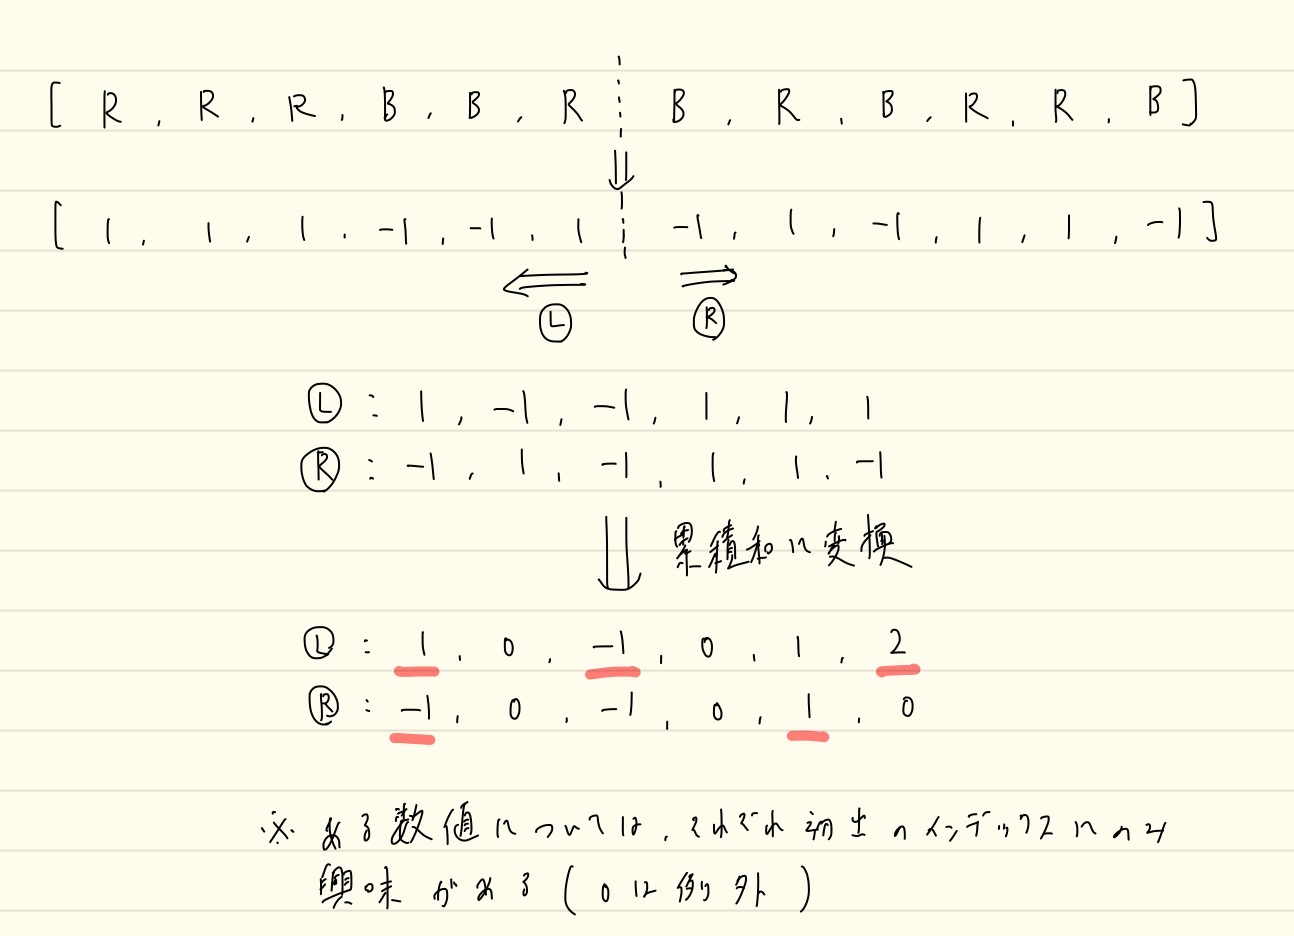 [ R , R , R , B , B , R B , R , B , R , R , B ]
[ 1 , 1 , 1 , -1 , -1 , 1 -1 , 1 , -1 , 1 , 1 , -1 ]
Ⓛ Ⓡ
Ⓛ : 1 , -1 , -1 , 1 , 1 , 1
Ⓡ : -1 , 1 , -1 , 1 , 1 , -1
累積和に変換
Ⓛ : 1 , 0 , -1 , 0 , 1 , 2
Ⓡ : -1 , 0 , -1 , 0 , 1 , 0
※ ある数値については、それぞれ初出のインデックスにのみ
興味がある ( 0は例外 )